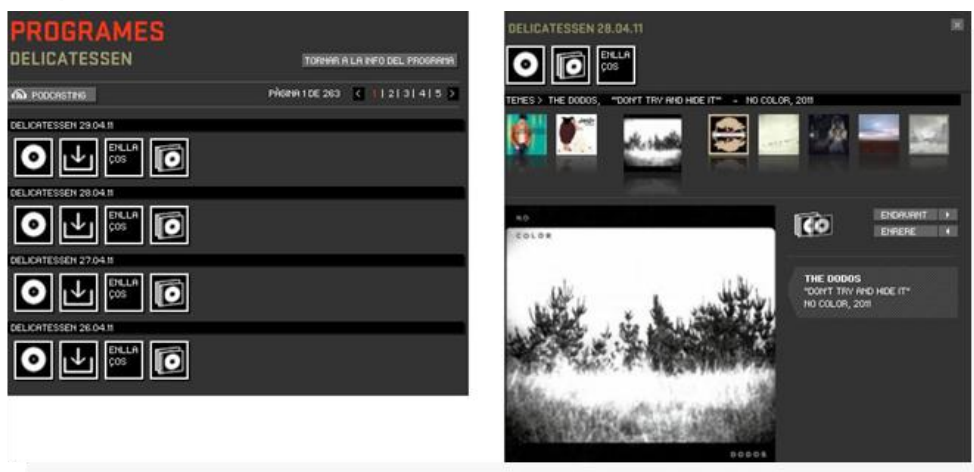 PROGRAMES
DELICATESSEN
TORNAR A LA INFO DEL PROGRAMA
PODCASTING
PÀGINA 1 DE 263 < 1 | 2 | 3 | 4 | 5 >
DELICATESSEN 29.04.11
ENLLA
ÇOS
DELICATESSEN 28.04.11
ENLLA
ÇOS
DELICATESSEN 27.04.11
ENLLA
ÇOS
DELICATESSEN 26.04.11
ENLLA
ÇOS
DELICATESSEN 28.04.11
ENLLA
ÇOS
TEMES > THE DODOS, "DON'T TRY AND HIDE IT" - NO COLOR, 2011
NO
COLOR
DODOS
ENDAVANT
ENRERE
THE DODOS
"DON'T TRY AND HIDE IT"
NO COLOR, 2011